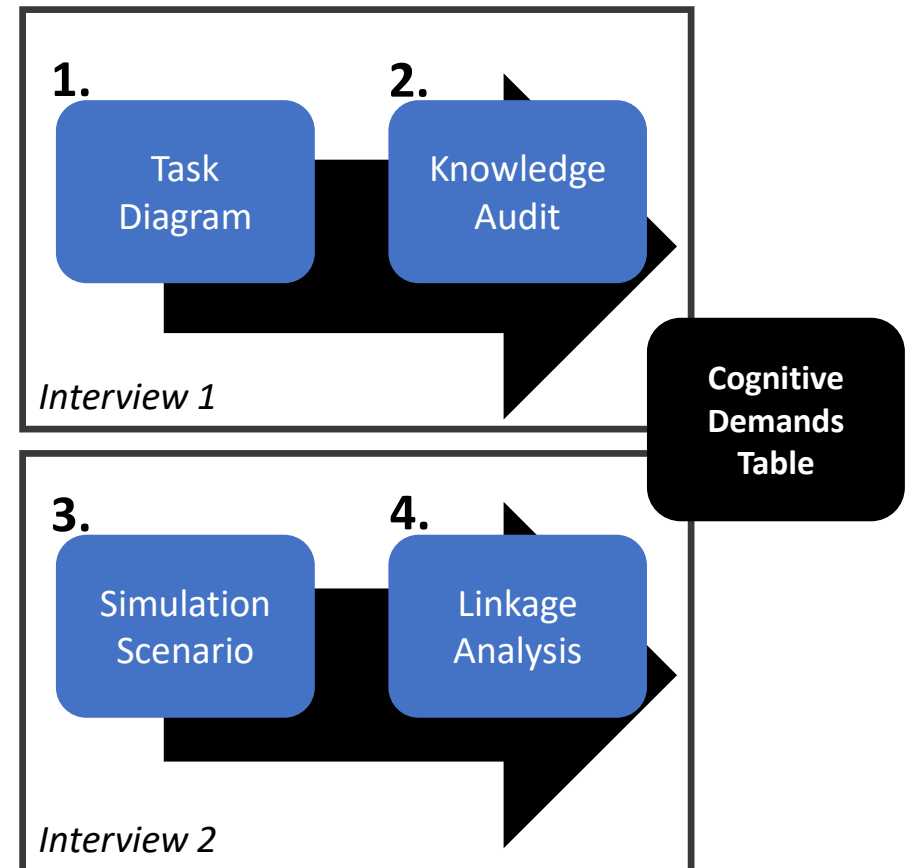 1.
Task
Diagram
2.
Knowledge
Audit
Interview 1
Cognitive
Demands
Table
3.
Simulation
Scenario
4.
Linkage
Analysis
Interview 2